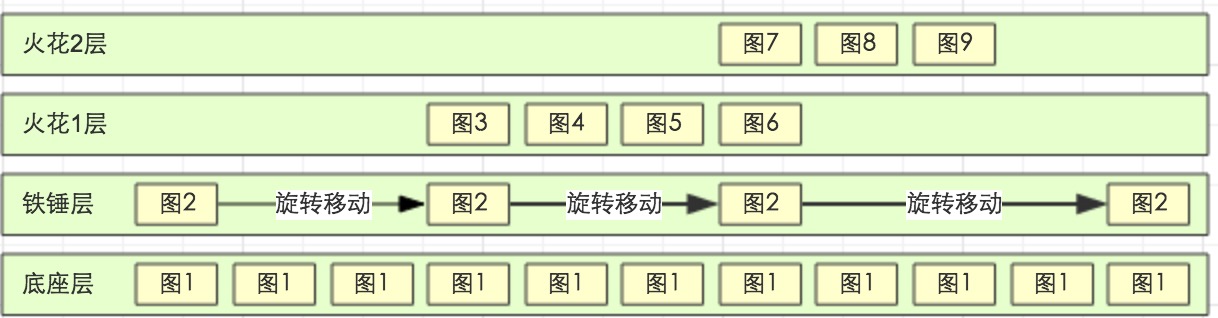 火花2层 图7 图8 图9
火花1层 图3 图4 图5 图6
铁锤层 图2 旋转移动 图2 旋转移动 图2 旋转移动 图2
底座层 图1 图1 图1 图1 图1 图1 图1 图1 图1 图1 图1